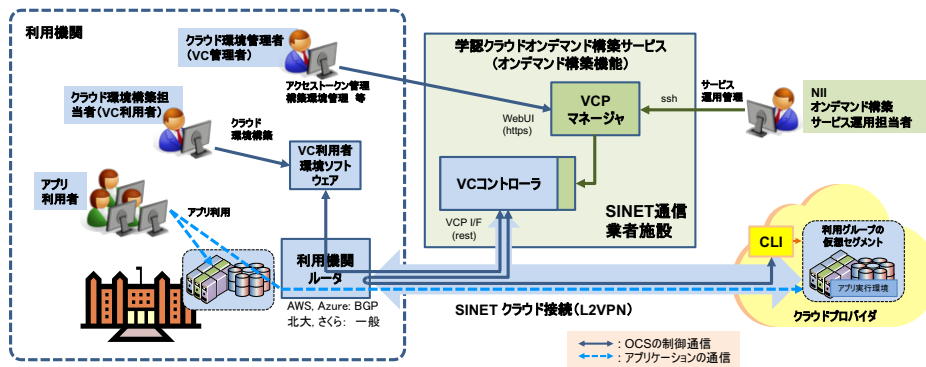 利用機関
クラウド環境管理者
(VC管理者)
アクセストークン管理
構築環境管理 等
クラウド環境構築担
当者(VC利用者)
クラウド
環境構築
VC利用者
環境ソフト
ウェア
アプリ
利用者
アプリ利用
利用機関
ルータ
AWS, Azure: BGP
北大, さくら: 一般
学認クラウドオンデマンド構築サービス
(オンデマンド構築機能)
VCP
マネージャ
WebUI
(https)
ssh
サービス
運用管理
NII
オンデマンド構築
サービス運用担当者
VCコントローラ
VCP I/F
(rest)
SINET通信
業者施設
CLI
利用グループの
仮想セグメント
アプリ実行環境
クラウドプロバイダ
SINET クラウド接続(L2VPN)
: OCSの制御通信
: アプリケーションの通信